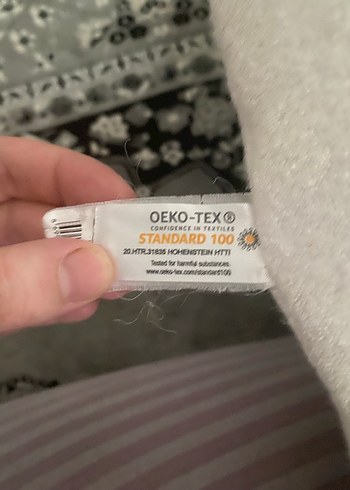 OEKO-TEX®
CONFIDENCE IN TEXTILES
STANDARD 100
20.HTR.31635 HOHENSTEIN HTTI
Tested for harmful substances.
www.oeko-tex.com/standard100